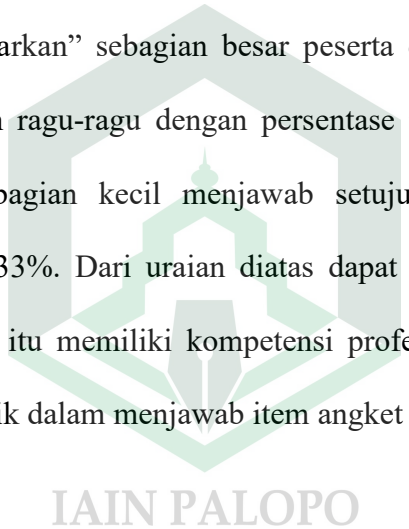 arkan” sebagian besar peserta
ragu-ragu dengan persentase
bagian kecil menjawab setuju
33%. Dari uraian diatas dapat
itu memiliki kompetensi profe
ik dalam menjawab item angket
IAIN PALOPO